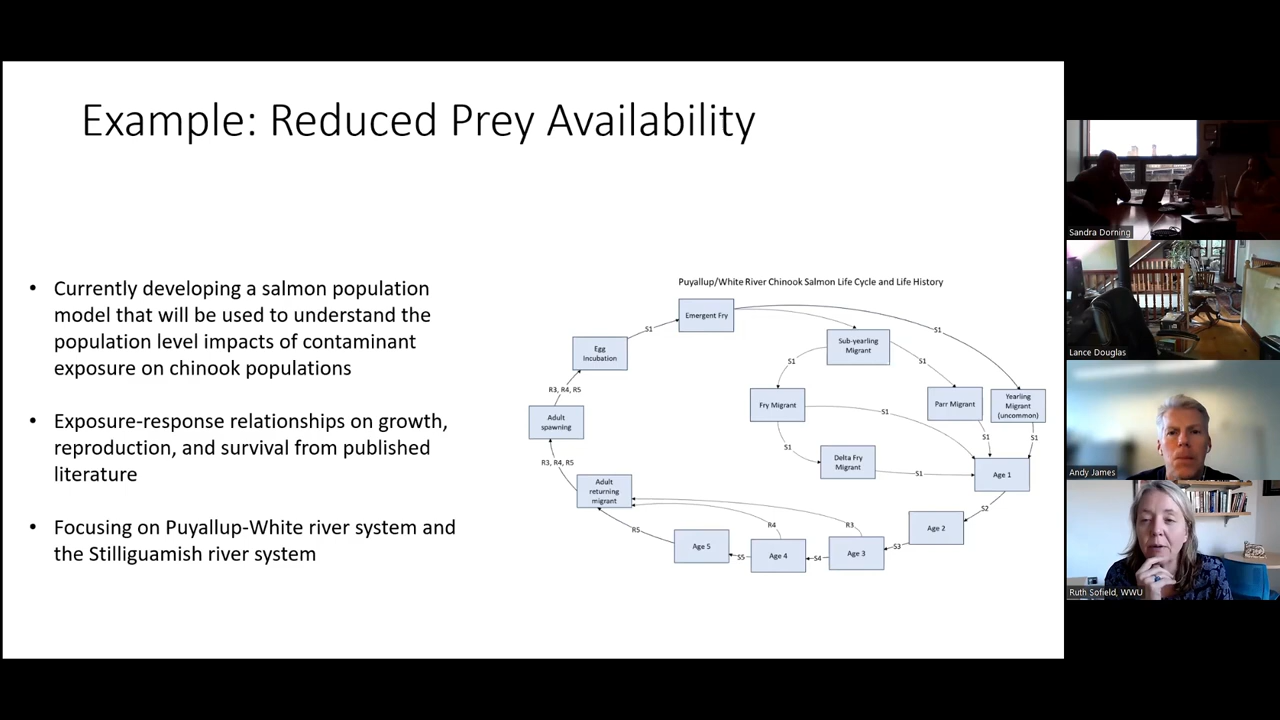 Example: Reduced Prey Availability
• Currently developing a salmon population
model that will be used to understand the
population level impacts of contaminant
exposure on chinook populations
• Exposure-response relationships on growth,
reproduction, and survival from published
literature
• Focusing on Puyallup-White river system and
the Stilliguamish river system
Puyallup/White River Chinook Salmon Life Cycle and Life History
Emergent Fry
S1
S1
Egg
Incubation
Sub-yearling
Migrant
S1
S1
R3, R4, R5
Adult
spawning
Fry Migrant
S1
Parr Migrant
Yearling
Migrant
(uncommon)
S1
S1
S1
R3, R4, R5
Delta Fry
Migrant
S1
Age 1
Adult
returning
migrant
S2
R5
R4
R3
Age 2
Age 5
S5
Age 4
S4
Age 3
S3
Sandra Dorning
Lance Douglas
Andy James
Ruth Sofield, WWU